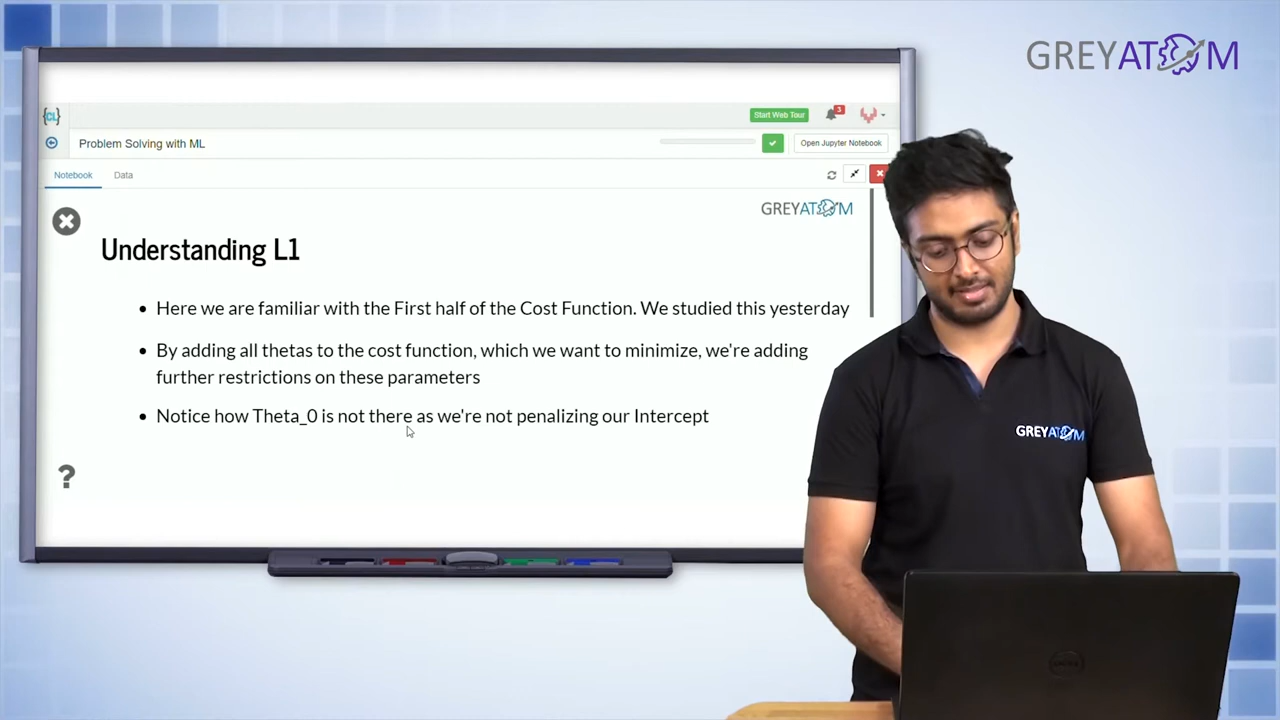 GREYATOM
{CL}
Start Web Tour
3
Problem Solving with ML
Open Jupyter Notebook
Notebook
Data
GREYATOM
Understanding L1
Here we are familiar with the First half of the Cost Function. We studied this yesterday
By adding all thetas to the cost function, which we want to minimize, we're adding
further restrictions on these parameters
Notice how Theta_0 is not there as we're not penalizing our Intercept
?
GREYATOM
DELL